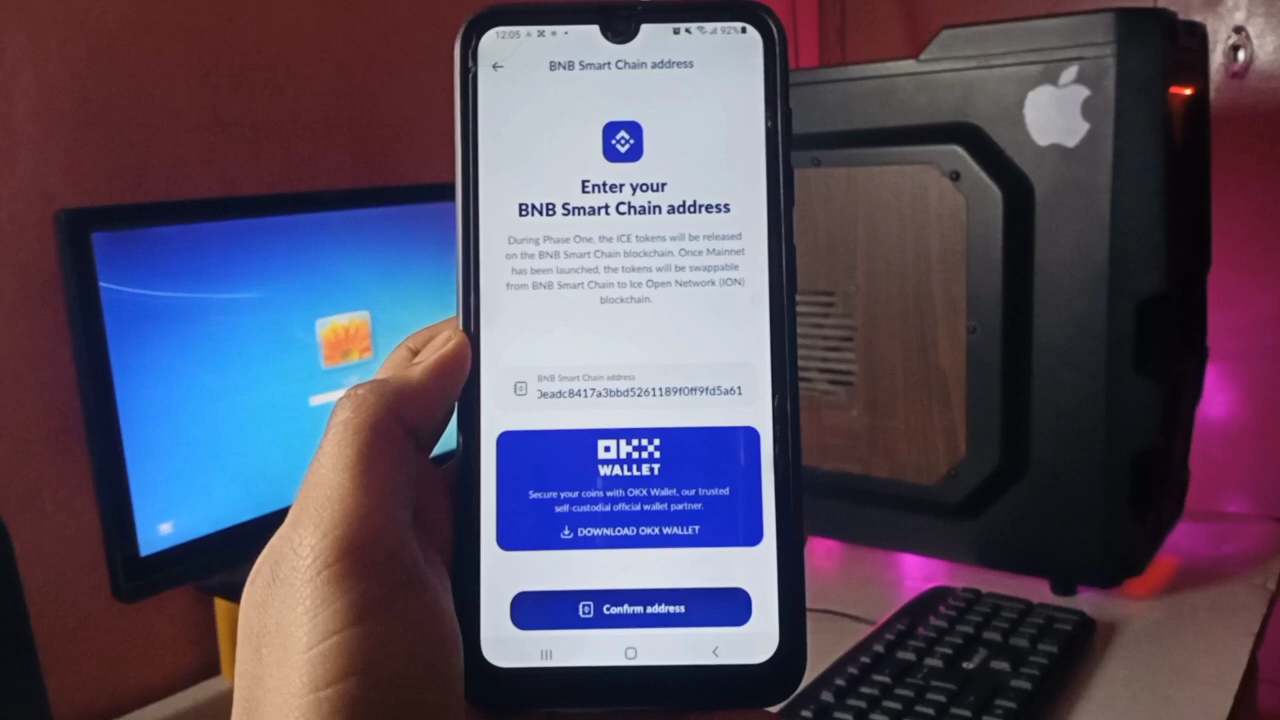 12:05
92%
BNB Smart Chain address
Enter your
BNB Smart Chain address
During Phase One, the ICE tokens will be released
on the BNB Smart Chain blockchain. Once Mainnet
has been launched, the tokens will be swappable
from BNB Smart Chain to Ice Open Network (ION)
blockchain.
BNB Smart Chain address
0eadc8417a3bbd5261189f0ff9fd5a61
OKX
WALLET
Secure your coins with OKX Wallet, our trusted
self-custodial official wallet partner.
DOWNLOAD OKX WALLET
Confirm address